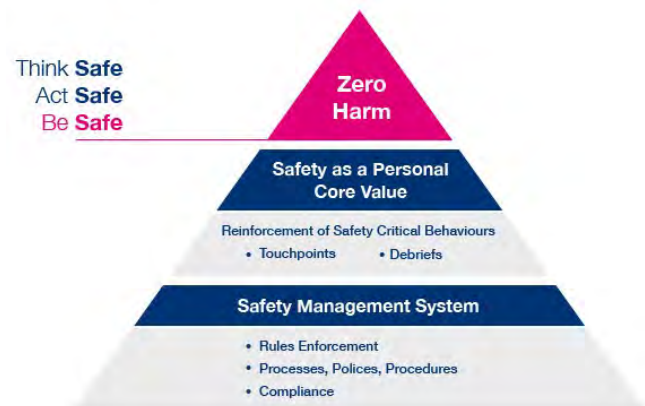 Think Safe
Act Safe
Be Safe
Zero
Harm
Safety as a Personal
Core Value
Reinforcement of Safety Critical Behaviours
• Touchpoints • Debriefs
Safety Management System
• Rules Enforcement
• Processes, Polices, Procedures
• Compliance